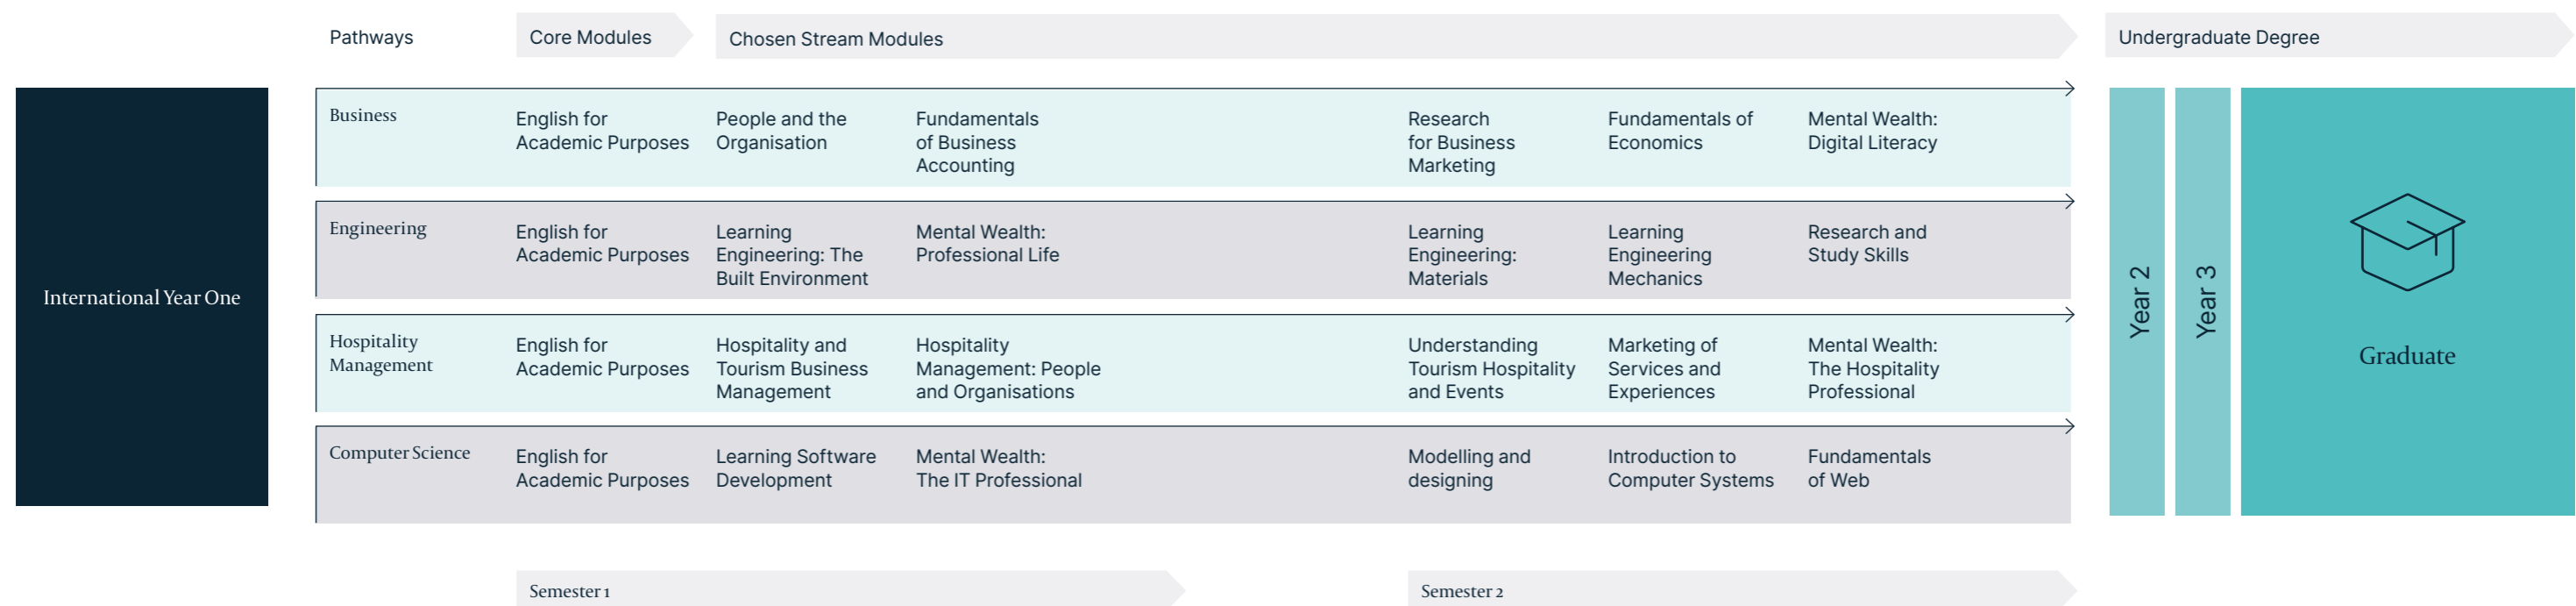 Pathways
Core Modules
Chosen Stream Modules
Undergraduate Degree
International Year One
Business
English for
Academic Purposes
People and the
Organisation
Fundamentals
of Business
Accounting
Research
for Business
Marketing
Fundamentals of
Economics
Mental Wealth:
Digital Literacy
Engineering
English for
Academic Purposes
Learning
Engineering: The
Built Environment
Mental Wealth:
Professional Life
Learning
Engineering:
Materials
Learning
Engineering
Mechanics
Research and
Study Skills
Hospitality
Management
English for
Academic Purposes
Hospitality and
Tourism Business
Management
Hospitality
Management: People
and Organisations
Understanding
Tourism Hospitality
and Events
Marketing of
Services and
Experiences
Mental Wealth:
The Hospitality
Professional
Computer Science
English for
Academic Purposes
Learning Software
Development
Mental Wealth:
The IT Professional
Modelling and
designing
Introduction to
Computer Systems
Fundamentals
of Web
Year 2
Year 3
Graduate
Semester 1
Semester 2